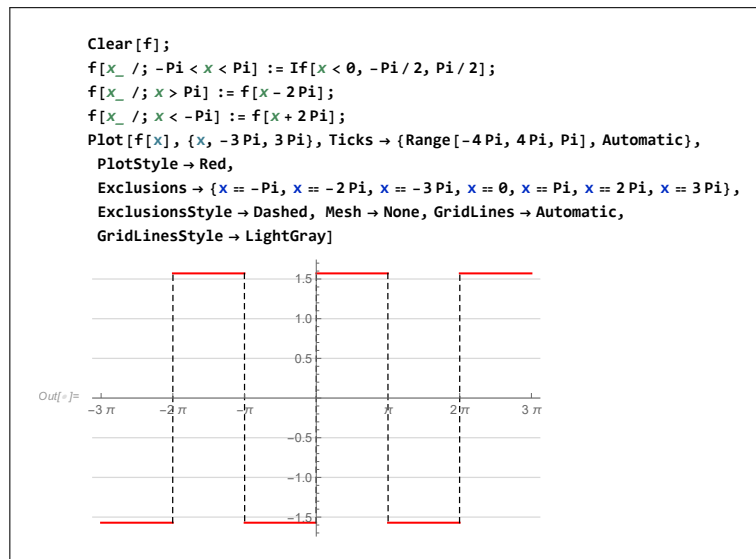 Clear[f];
f[x_ /; -Pi < x < Pi] := If[x < 0, -Pi/2, Pi/2];
f[x_ /; x > Pi] := f[x - 2 Pi];
f[x_ /; x < -Pi] := f[x + 2 Pi];
Plot[f[x], {x, -3 Pi, 3 Pi}, Ticks → {Range[-4 Pi, 4 Pi, Pi], Automatic},
PlotStyle → Red,
Exclusions → {x == -Pi, x == -2 Pi, x == -3 Pi, x == 0, x == Pi, x == 2 Pi, x == 3 Pi},
ExclusionsStyle → Dashed, Mesh → None, GridLines → Automatic,
GridLinesStyle → LightGray]
1.5
1.0
0.5
Out[]=
-3 π -2 π -π π 2 π 3 π
-0.5
-1.0
-1.5